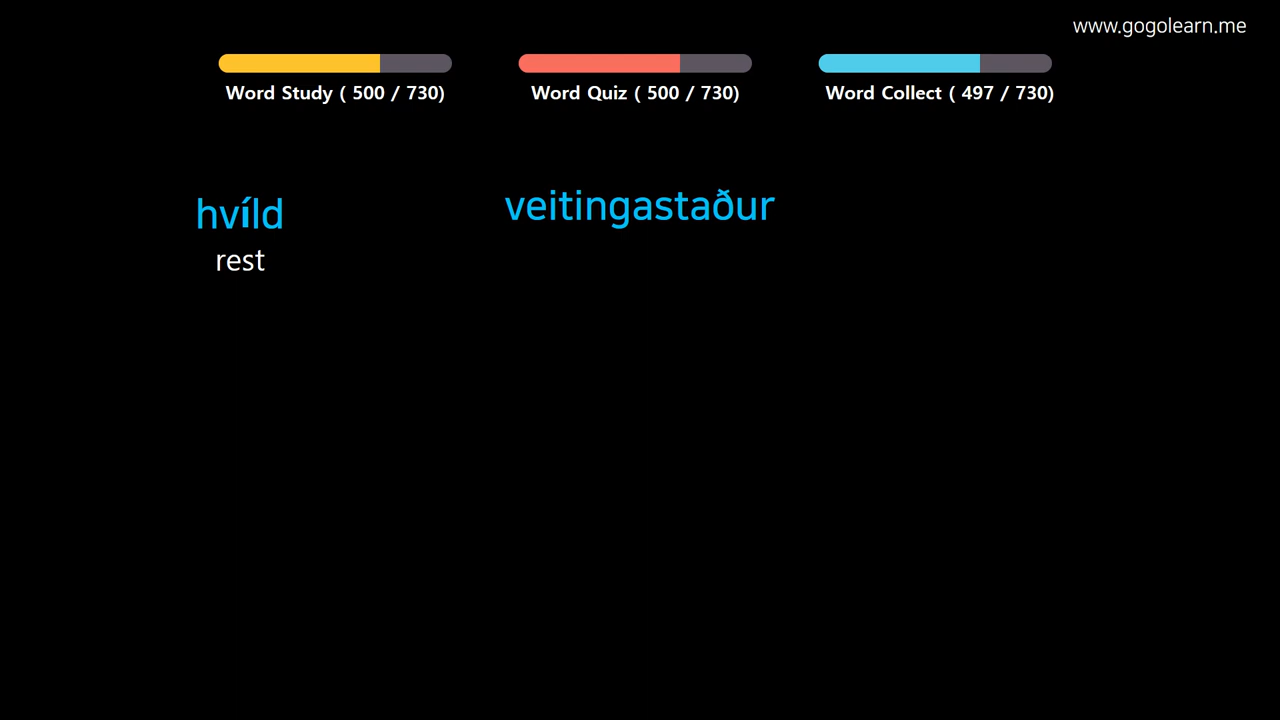 www.gogolearn.me
Word Study ( 500 / 730)
Word Quiz ( 500 / 730)
Word Collect ( 497 / 730)
hvíld
rest
veitingastaður